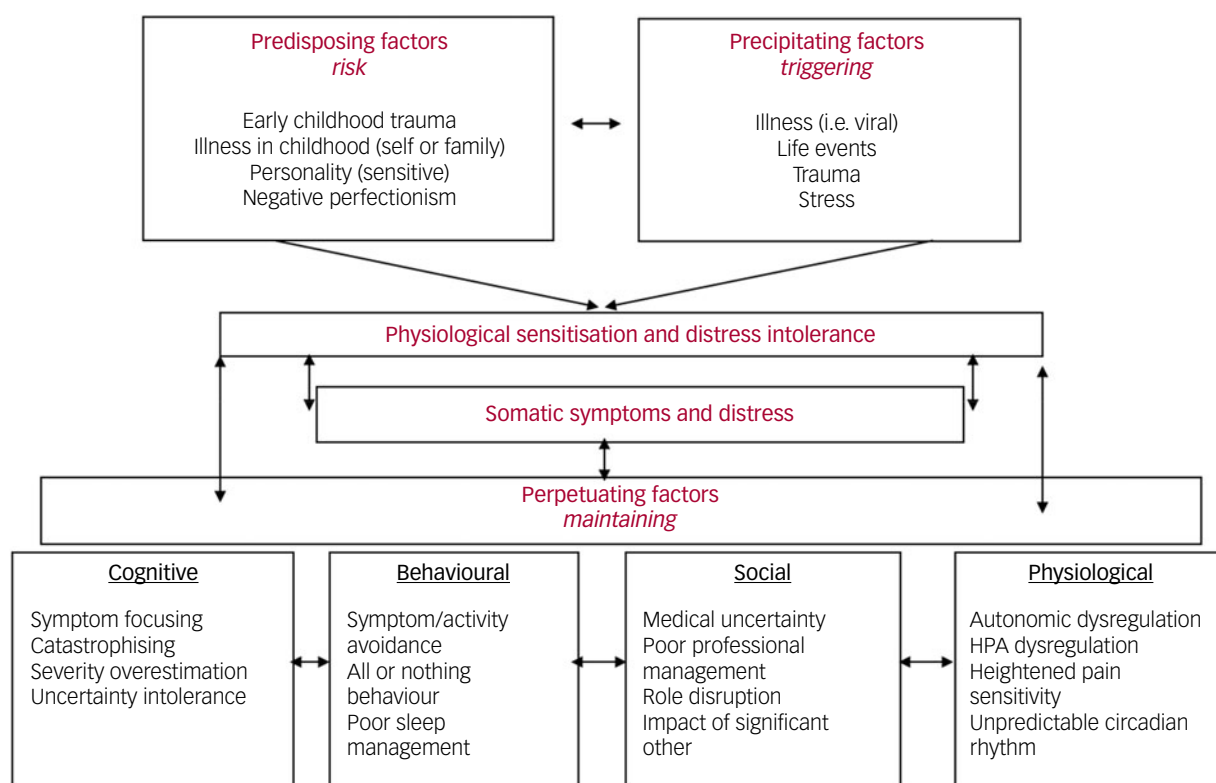 Predisposing factors
risk
Early childhood trauma
Illness in childhood (self or family)
Personality (sensitive)
Negative perfectionism
Precipitating factors
triggering
Illness (i.e. viral)
Life events
Trauma
Stress
Physiological sensitisation and distress intolerance
Somatic symptoms and distress
Perpetuating factors
maintaining
Cognitive
Symptom focusing
Catastrophising
Severity overestimation
Uncertainty intolerance
Behavioural
Symptom/activity
avoidance
All or nothing
behaviour
Poor sleep
management
Social
Medical uncertainty
Poor professional
management
Role disruption
Impact of significant
other
Physiological
Autonomic dysregulation
HPA dysregulation
Heightened pain
sensitivity
Unpredictable circadian
rhythm